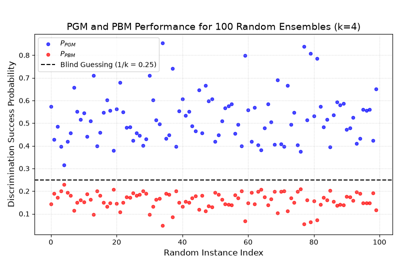 PGM and PBM Performance for 100 Random Ensembles (k=4)
P_PGM
P_PBM
Blind Guessing (1/k = 0.25)
Discrimination Success Probability
0.8
0.7
0.6
0.5
0.4
0.3
0.2
0.1
0 20 40 60 80 100
Random Instance Index